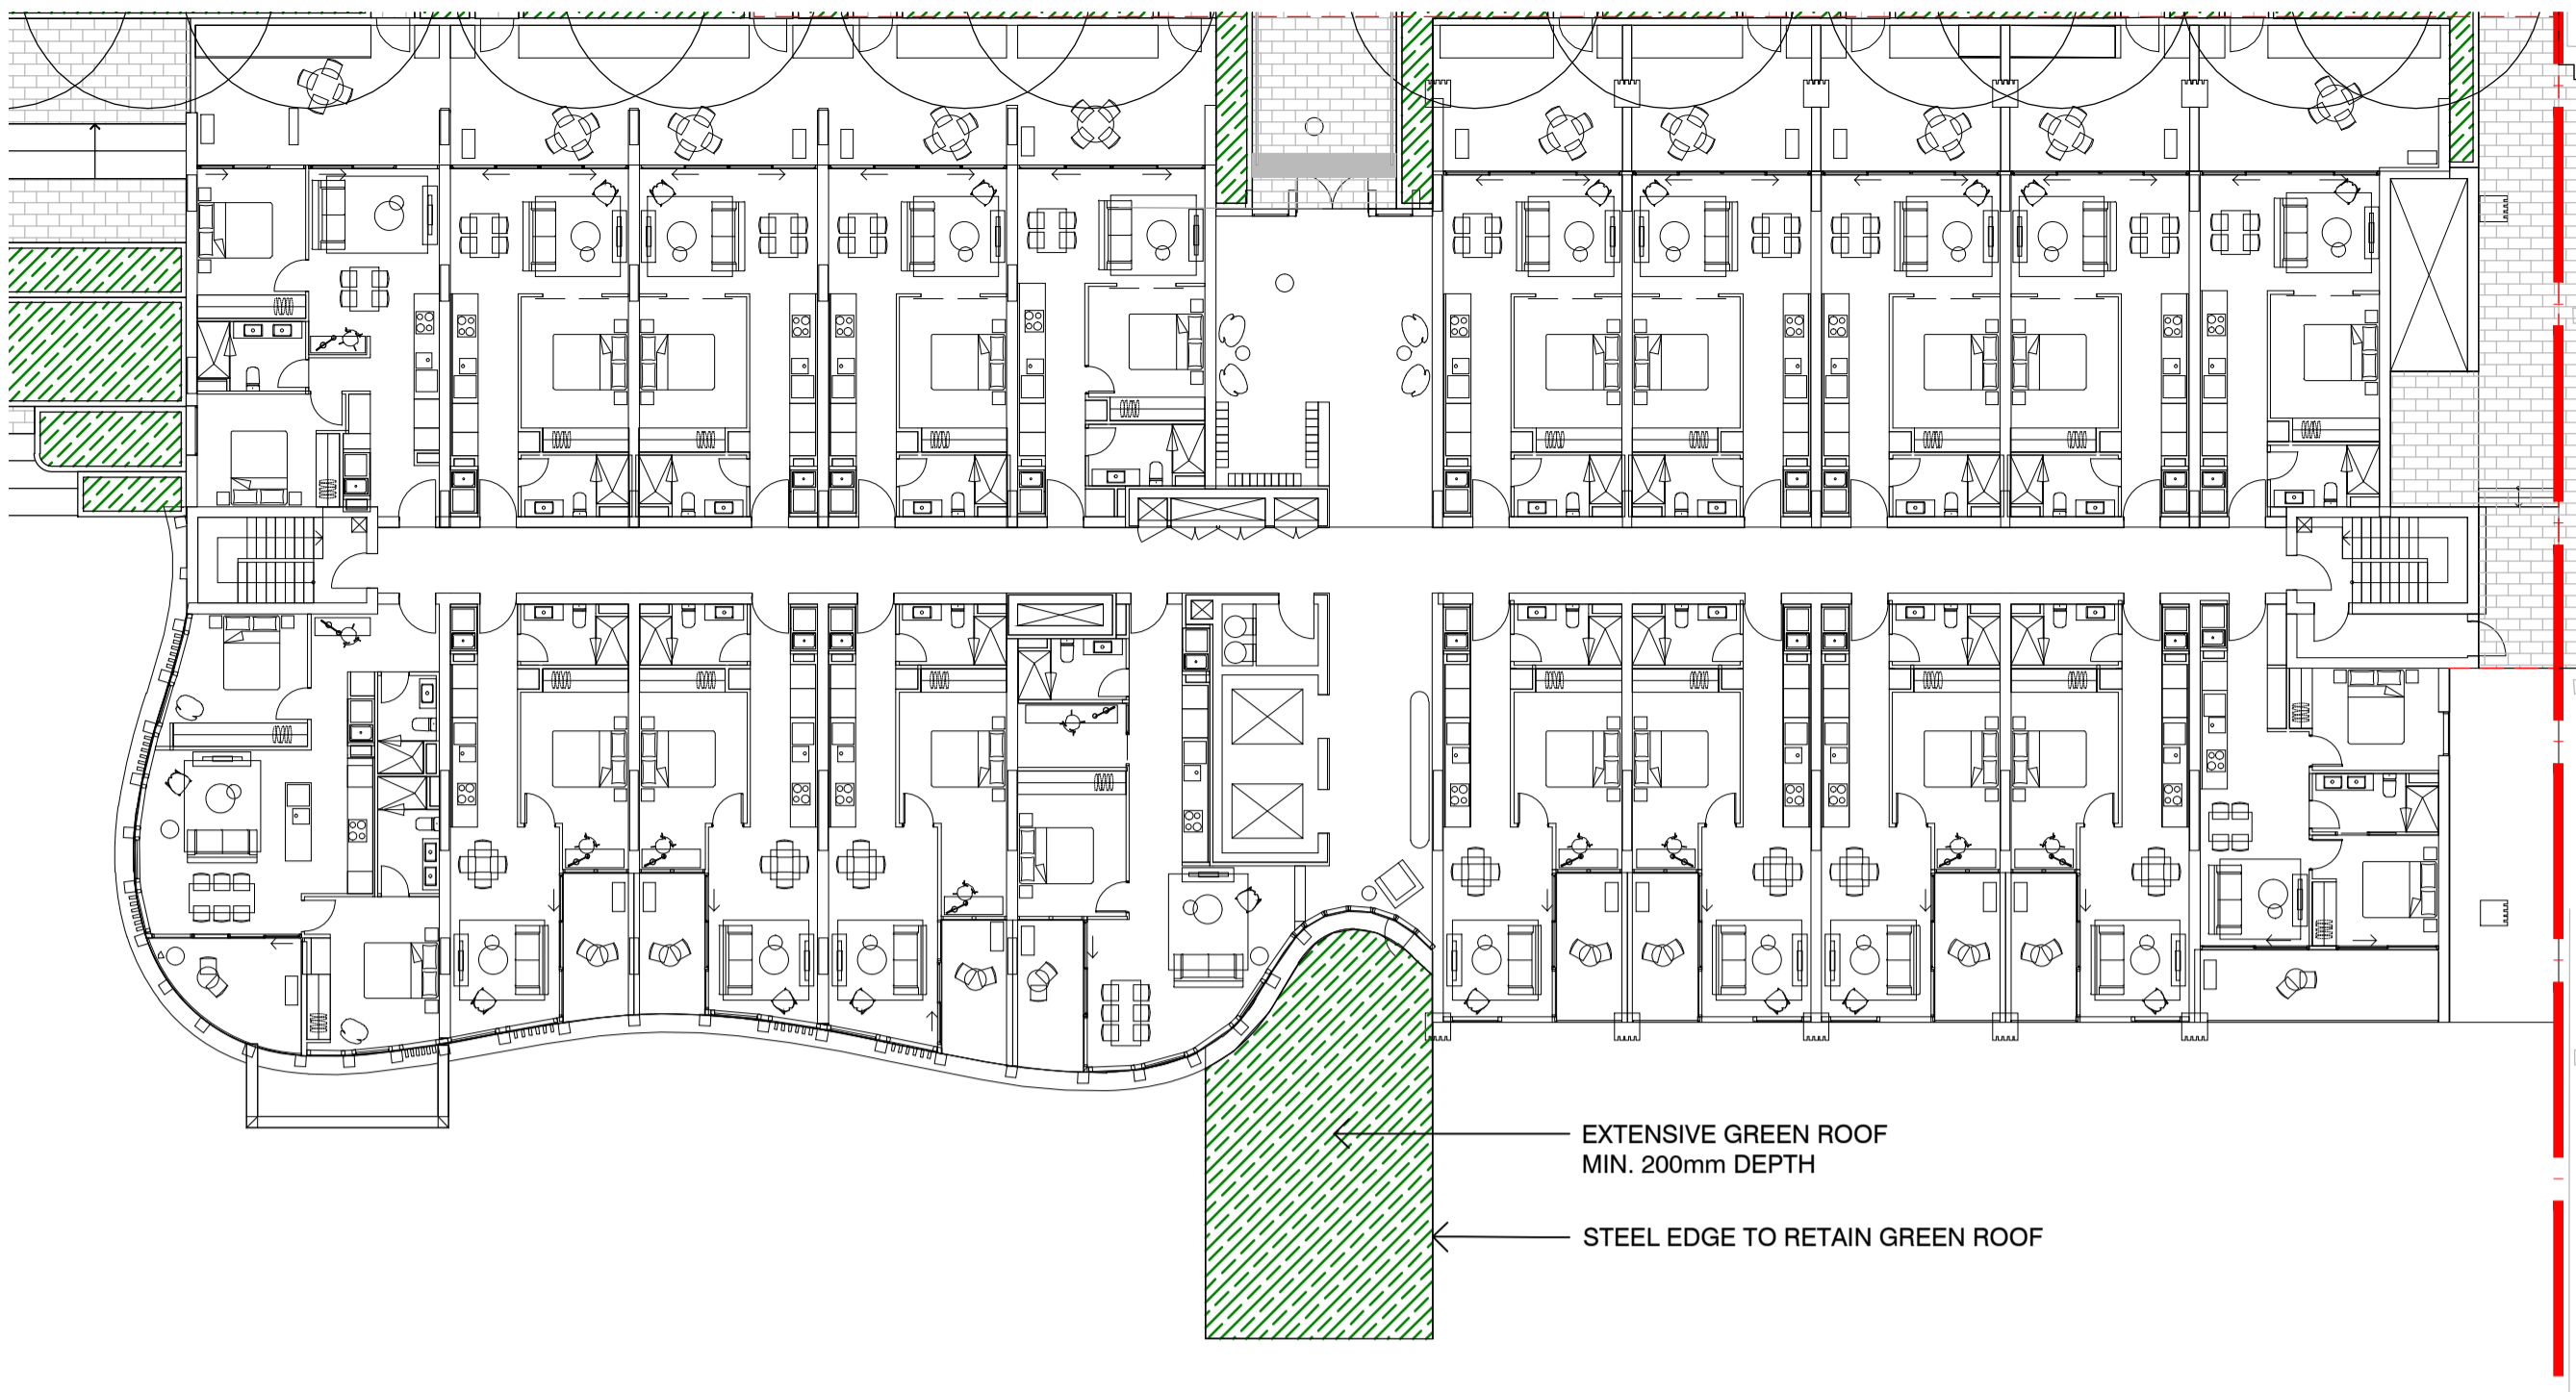 EXTENSIVE GREEN ROOF
MIN. 200mm DEPTH
STEEL EDGE TO RETAIN GREEN ROOF